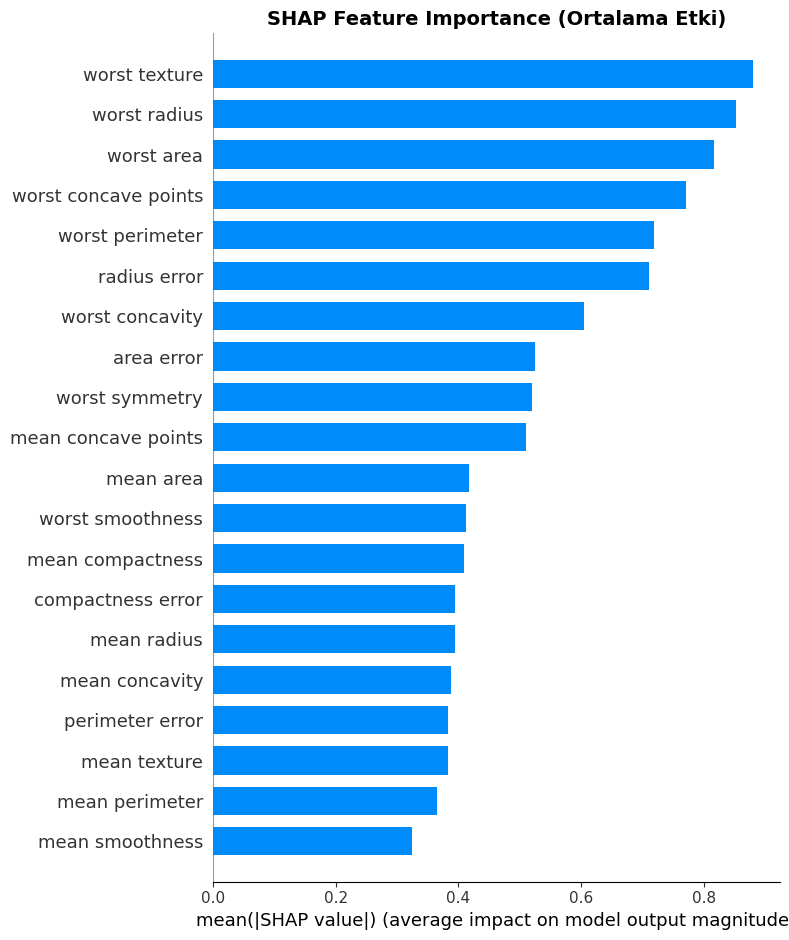 SHAP Feature Importance (Ortalama Etki)
worst texture
worst radius
worst area
worst concave points
worst perimeter
radius error
worst concavity
area error
worst symmetry
mean concave points
mean area
worst smoothness
mean compactness
compactness error
mean radius
mean concavity
perimeter error
mean texture
mean perimeter
mean smoothness
0.0 0.2 0.4 0.6 0.8
mean(|SHAP value|) (average impact on model output magnitude